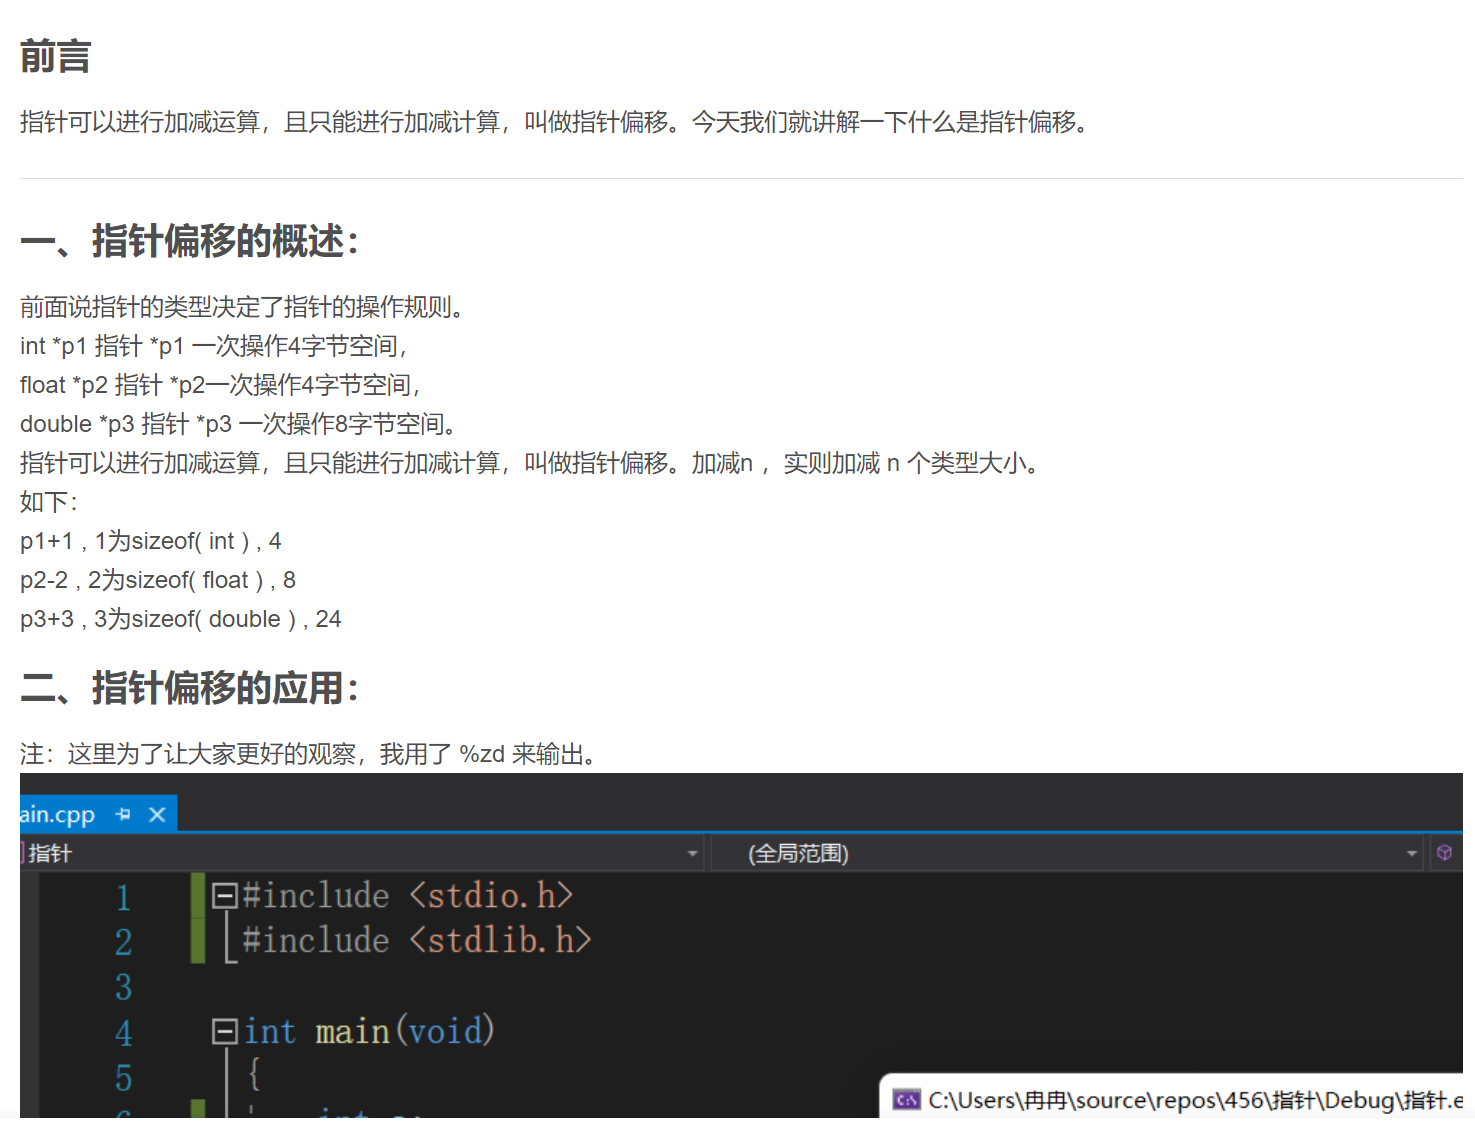 前言
指针可以进行加减运算，且只能进行加减计算，叫做指针偏移。今天我们就讲解一下什么是指针偏移。
一、指针偏移的概述：
前面说指针的类型决定了指针的操作规则。
int *p1 指针 *p1 一次操作4字节空间，
float *p2 指针 *p2一次操作4字节空间，
double *p3 指针 *p3 一次操作8字节空间。
指针可以进行加减运算，且只能进行加减计算，叫做指针偏移。加减n ，实则加减 n 个类型大小。
如下：
p1+1 , 1为sizeof( int ) , 4
p2-2 , 2为sizeof( float ) , 8
p3+3 , 3为sizeof( double ) , 24
二、指针偏移的应用：
注：这里为了让大家更好的观察，我用了 %zd 来输出。
ain.cpp
指针 (全局范围)
1 #include <stdio.h>
2 #include <stdlib.h>
3
4 int main(void)
5 {
C:\Users\冉冉\source\repos\456\指针\Debug\指针.e